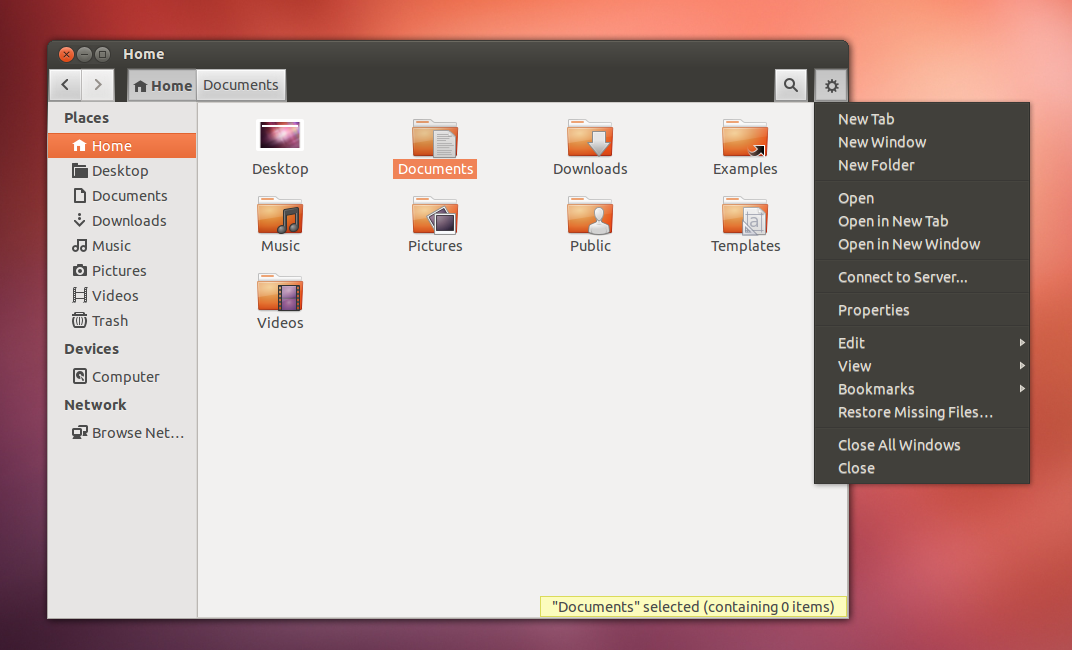 Home
Home Documents
Places
Home
Desktop
Documents
Downloads
Music
Pictures
Videos
Trash
Devices
Computer
Network
Browse Net...
Desktop Documents Downloads Examples
Music Pictures Public Templates
Videos
"Documents" selected (containing 0 items)
New Tab
New Window
New Folder
Open
Open in New Tab
Open in New Window
Connect to Server...
Properties
Edit
View
Bookmarks
Restore Missing Files...
Close All Windows
Close